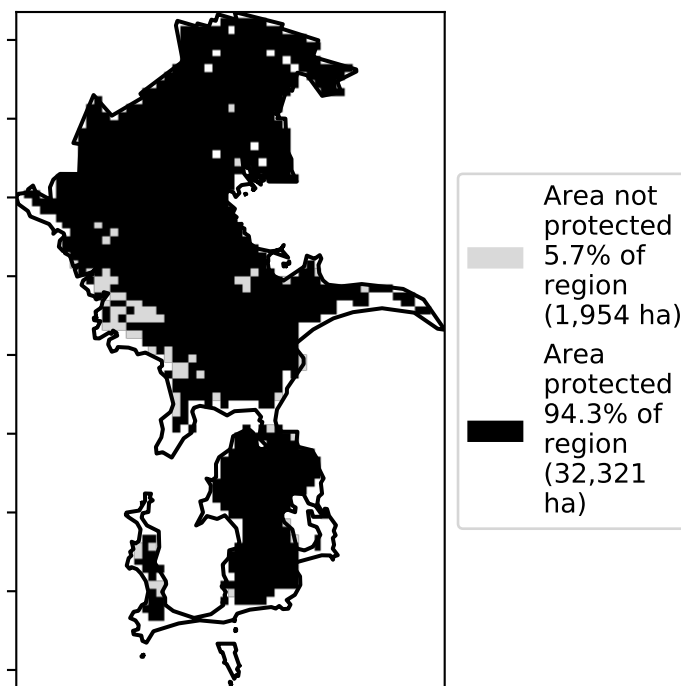 Area not
protected
5.7% of
region
(1,954 ha)
Area
protected
94.3% of
region
(32,321
ha)